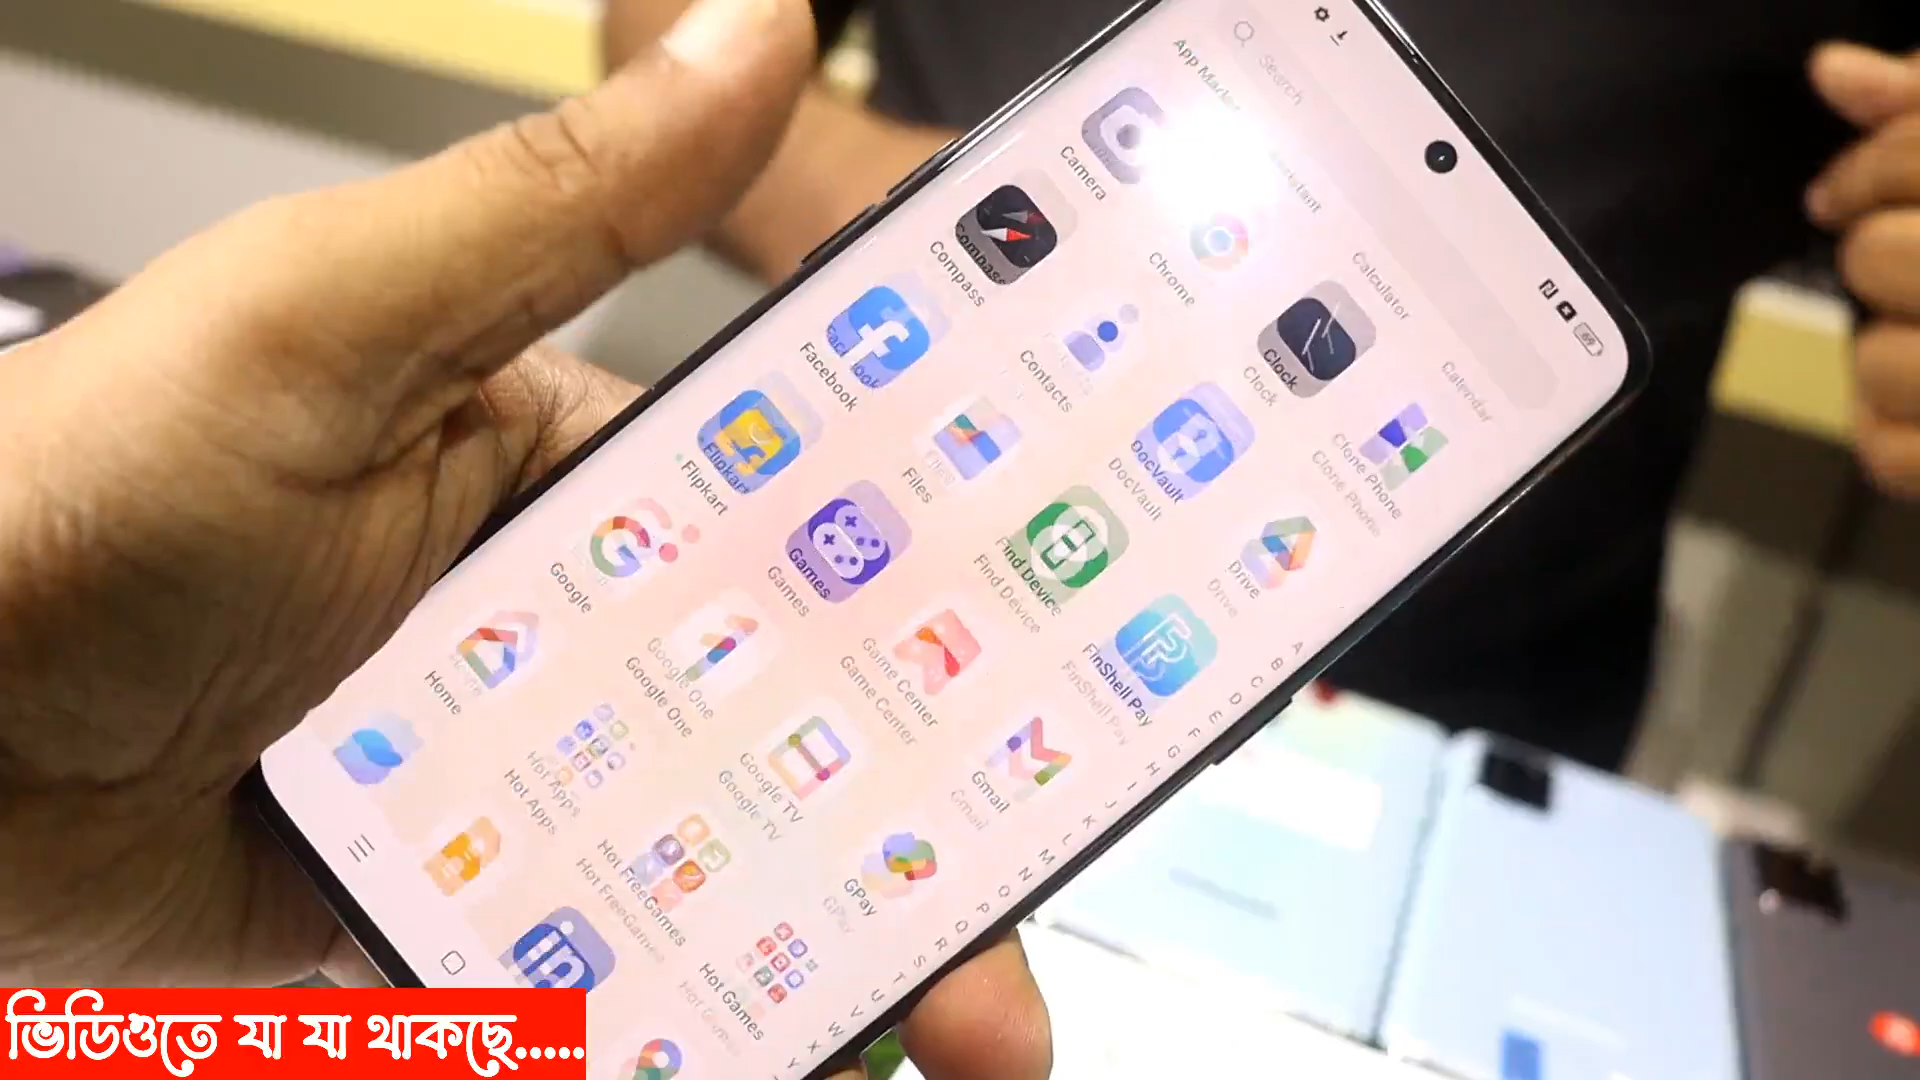 Search
App Market
Calculator
Calendar
Camera
Chrome
Clock
Clone Phone
Compass
Contacts
DocVault
Drive
Facebook
Files
Find Device
FinShell Pay
Flipkart
Games
Game Center
Gmail
Google
Google One
Google TV
GPay
Home
Hot Apps
Hot FreeGames
Hot Games
in
69
A
B
C
D
E
F
G
H
I
J
K
L
M
N
O
P
Q
R
S
T
U
V
W
X
Y
ভিডিওতে যা যা থাকছে.....